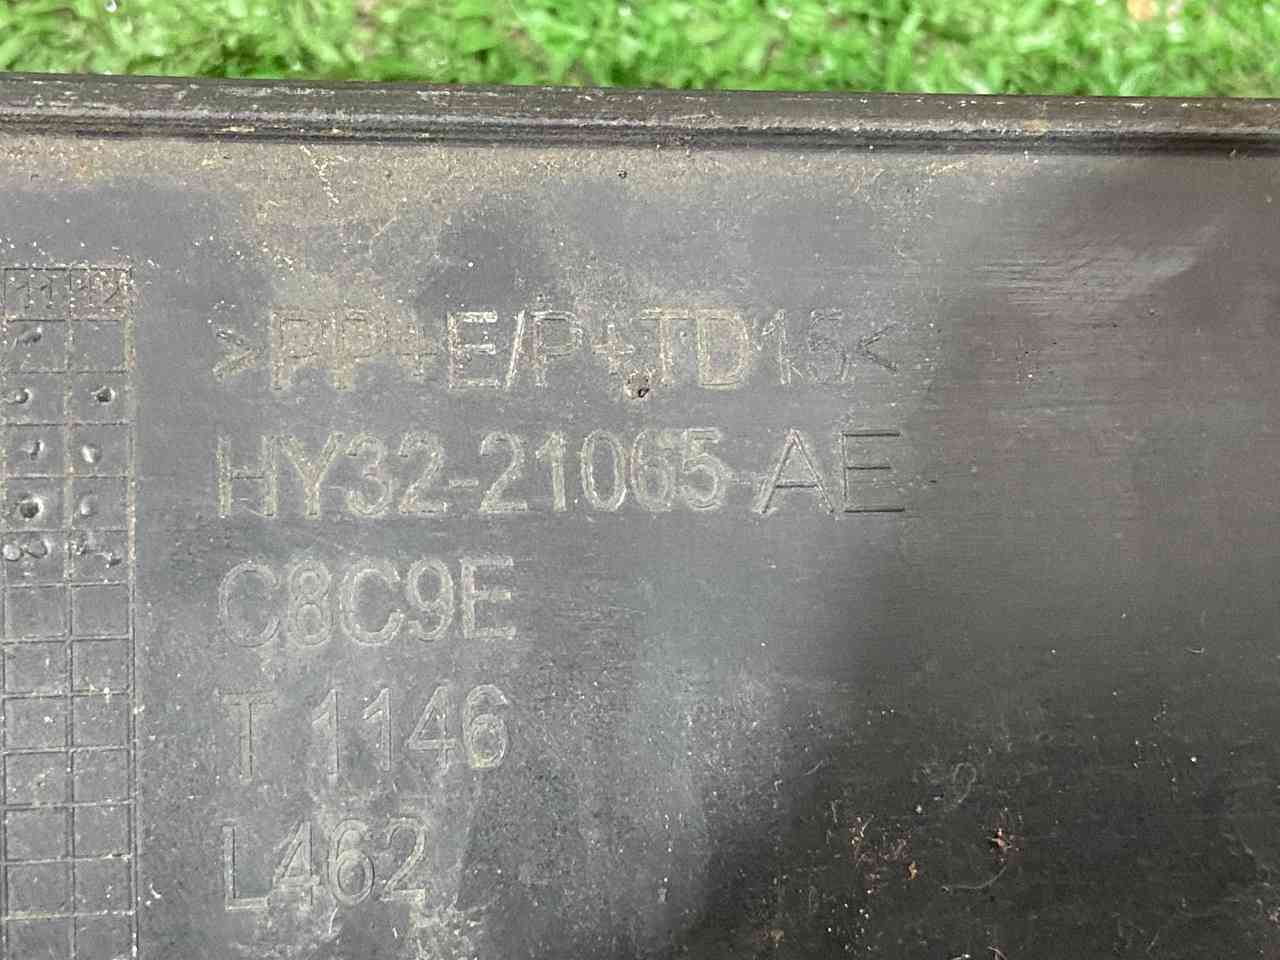 >PP+E/P+TD15<
HY32-21065-AE
C8C9E
T 1146
L462